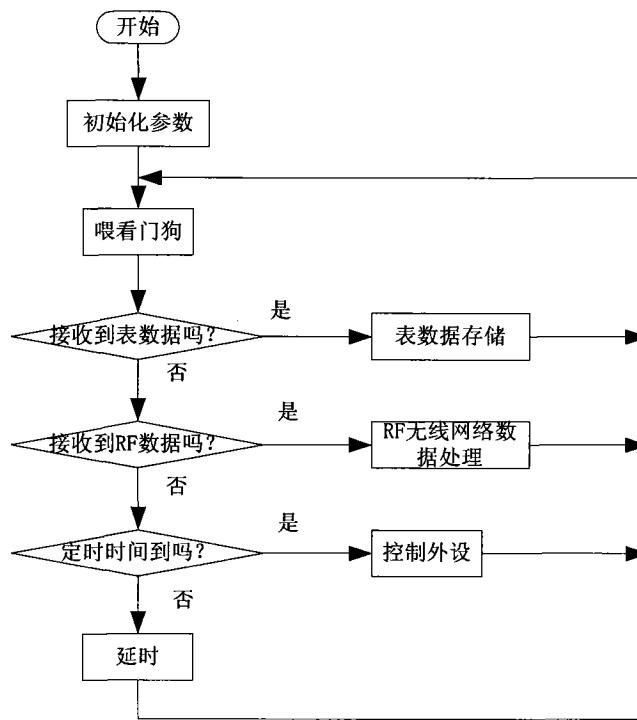 开始
初始化参数
喂看门狗
接收到表数据吗？
是
表数据存储
否
接收到RF数据吗？
是
RF无线网络数
据处理
否
定时时间到吗？
是
控制外设
否
延时